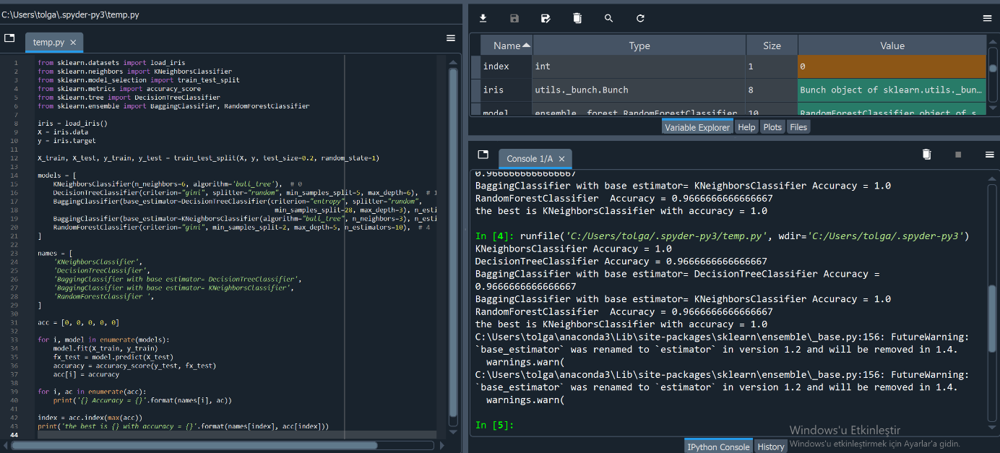 C:\Users\tolga\.spyder-py3\temp.py
temp.py
1 from sklearn.datasets import load_iris
2 from sklearn.neighbors import KNeighborsClassifier
3 from sklearn.model_selection import train_test_split
4 from sklearn.metrics import accuracy_score
5 from sklearn.tree import DecisionTreeClassifier
6 from sklearn.ensemble import BaggingClassifier, RandomForestClassifier
7
8 iris = load_iris()
9 X = iris.data
10 y = iris.target
11
12 X_train, X_test, y_train, y_test = train_test_split(X, y, test_size=0.2, random_state=1)
13
14 models = [
15 KNeighborsClassifier(n_neighbors=6, algorithm='ball_tree'), # 0
16 DecisionTreeClassifier(criterion="gini", splitter="random", min_samples_split=5, max_depth=6), # 1
17 BaggingClassifier(base_estimator=DecisionTreeClassifier(criterion="entropy", splitter="random",
18 min_samples_split=28, max_depth=3), n_esti
19 BaggingClassifier(base_estimator=KNeighborsClassifier(algorithm="ball_tree", n_neighbors=3), n_esti
20 RandomForestClassifier(criterion="gini", min_samples_split=2, max_depth=5, n_estimators=10), # 4
21 ]
22
23 names = [
24 'KNeighborsClassifier',
25 'DecisionTreeClassifier',
26 'BaggingClassifier with base estimator= DecisionTreeClassifier',
27 'BaggingClassifier with base estimator= KNeighborsClassifier',
28 'RandomForestClassifier ',
29 ]
30
31 acc = [0, 0, 0, 0, 0]
32
33 for i, model in enumerate(models):
34 model.fit(X_train, y_train)
35 fx_test = model.predict(X_test)
36 accuracy = accuracy_score(y_test, fx_test)
37 acc[i] = accuracy
38
39 for i, ac in enumerate(acc):
40 print('{} Accuracy = {}'.format(names[i], ac))
41
42 index = acc.index(max(acc))
43 print('the best is {} with accuracy = {}'.format(names[index], acc[index]))
44
Name Type Size Value
index int 1 0
iris utils._bunch.Bunch 8 Bunch object of sklearn.utils._bun…
model ensemble._forest.RandomForestClassifier 10 RandomForestClassifier object of s
Variable Explorer Help Plots Files
Console 1/A
0.9666666666666667
BaggingClassifier with base estimator= KNeighborsClassifier Accuracy = 1.0
RandomForestClassifier  Accuracy = 0.9666666666666667
the best is KNeighborsClassifier with accuracy = 1.0
In [4]: runfile('C:/Users/tolga/.spyder-py3/temp.py', wdir='C:/Users/tolga/.spyder-py3')
KNeighborsClassifier Accuracy = 1.0
DecisionTreeClassifier Accuracy = 0.9666666666666667
BaggingClassifier with base estimator= DecisionTreeClassifier Accuracy =
0.9666666666666667
BaggingClassifier with base estimator= KNeighborsClassifier Accuracy = 1.0
RandomForestClassifier  Accuracy = 0.9666666666666667
the best is KNeighborsClassifier with accuracy = 1.0
C:\Users\tolga\anaconda3\Lib\site-packages\sklearn\ensemble\_base.py:156: FutureWarning:
`base_estimator` was renamed to `estimator` in version 1.2 and will be removed in 1.4.
warnings.warn(
C:\Users\tolga\anaconda3\Lib\site-packages\sklearn\ensemble\_base.py:156: FutureWarning:
`base_estimator` was renamed to `estimator` in version 1.2 and will be removed in 1.4.
warnings.warn(
In [5]:
Windows'u Etkinleştir
Windows'u etkinleştirmek için Ayarlar'a gidin.
IPython Console History